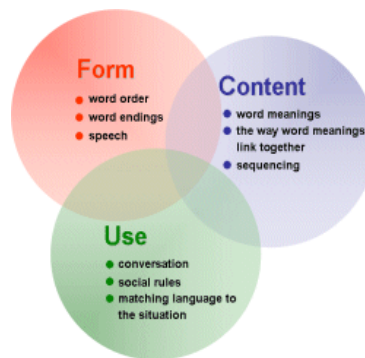 Form
word order
word endings
speech
Content
word meanings
the way word meanings
link together
sequencing
Use
conversation
social rules
matching language to
the situation